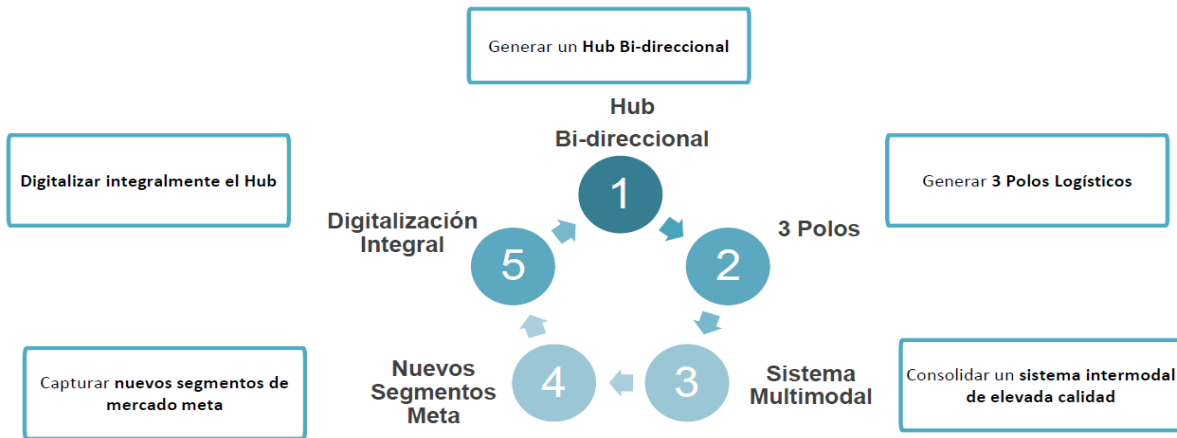 Generar un Hub Bi-direccional
Hub
Bi-direccional
1
Digitalizar integralmente el Hub
Generar 3 Polos Logísticos
Digitalización
Integral
3 Polos
5
2
Nuevos
Segmentos
Meta
4
3
Sistema
Multimodal
Capturar nuevos segmentos de
mercado meta
Consolidar un sistema intermodal
de elevada calidad